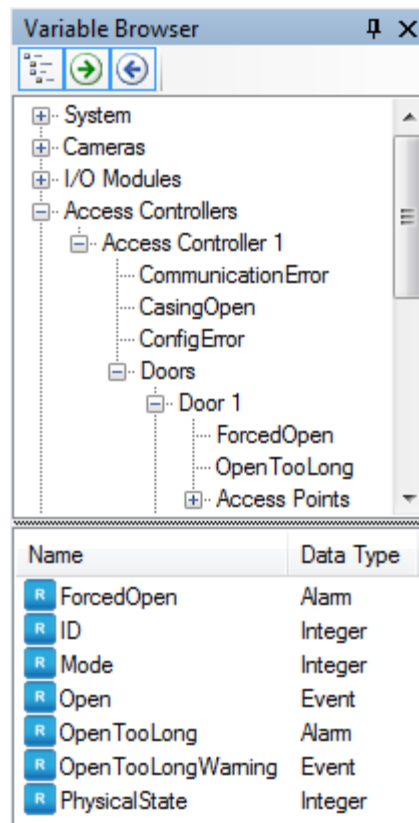 Variable Browser
System
Cameras
I/O Modules
Access Controllers
Access Controller 1
CommunicationError
CasingOpen
ConfigError
Doors
Door 1
ForcedOpen
OpenTooLong
Access Points
Name Data Type
R ForcedOpen Alarm
R ID Integer
R Mode Integer
R Open Event
R OpenTooLong Alarm
R OpenTooLongWarning Event
R PhysicalState Integer